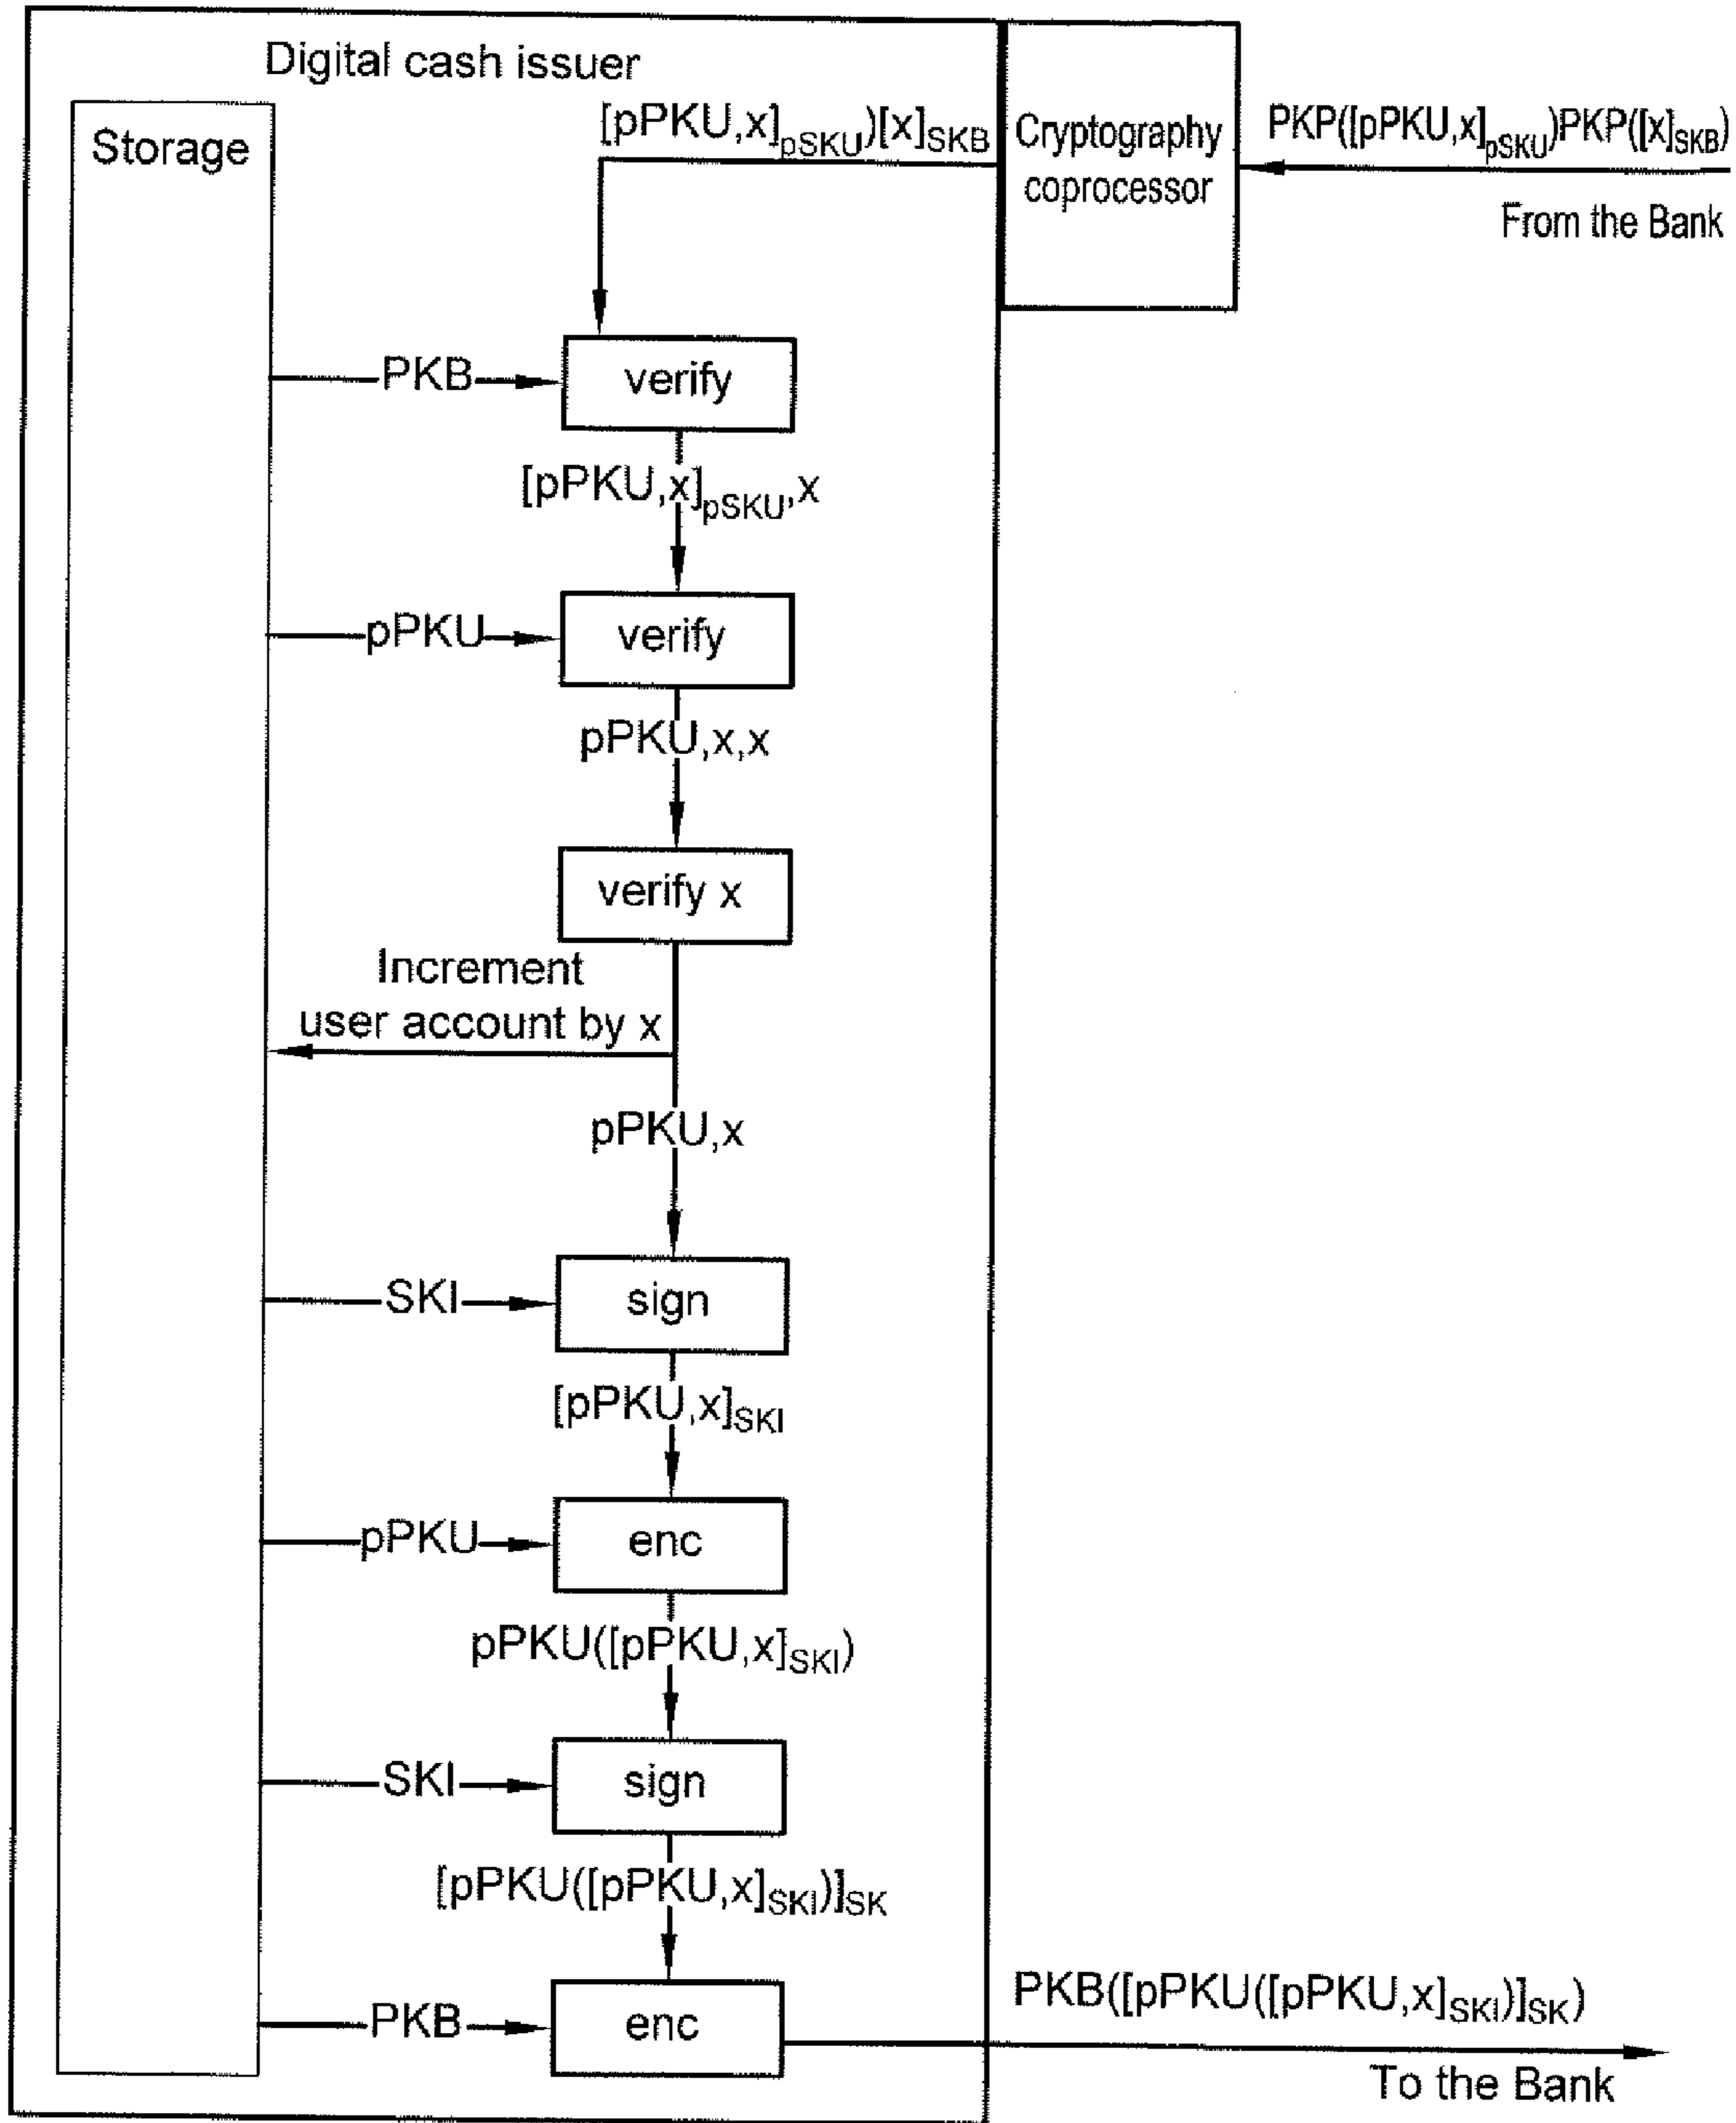 Digital cash issuer
Storage
[pPKU,x]pSKU)[x]SKB
Cryptography
coprocessor
PKP([pPKU,x]pSKU)PKP([x]SKB)
From the Bank
PKB
verify
[pPKU,x]pSKU,x
pPKU
verify
pPKU,x,x
verify x
Increment
user account by x
pPKU,x
SKI
sign
[pPKU,x]SKI
pPKU
enc
pPKU([pPKU,x]SKI)
SKI
sign
[pPKU([pPKU,x]SKI)]SK
PKB
enc
PKB([pPKU([pPKU,x]SKI)]SK)
To the Bank